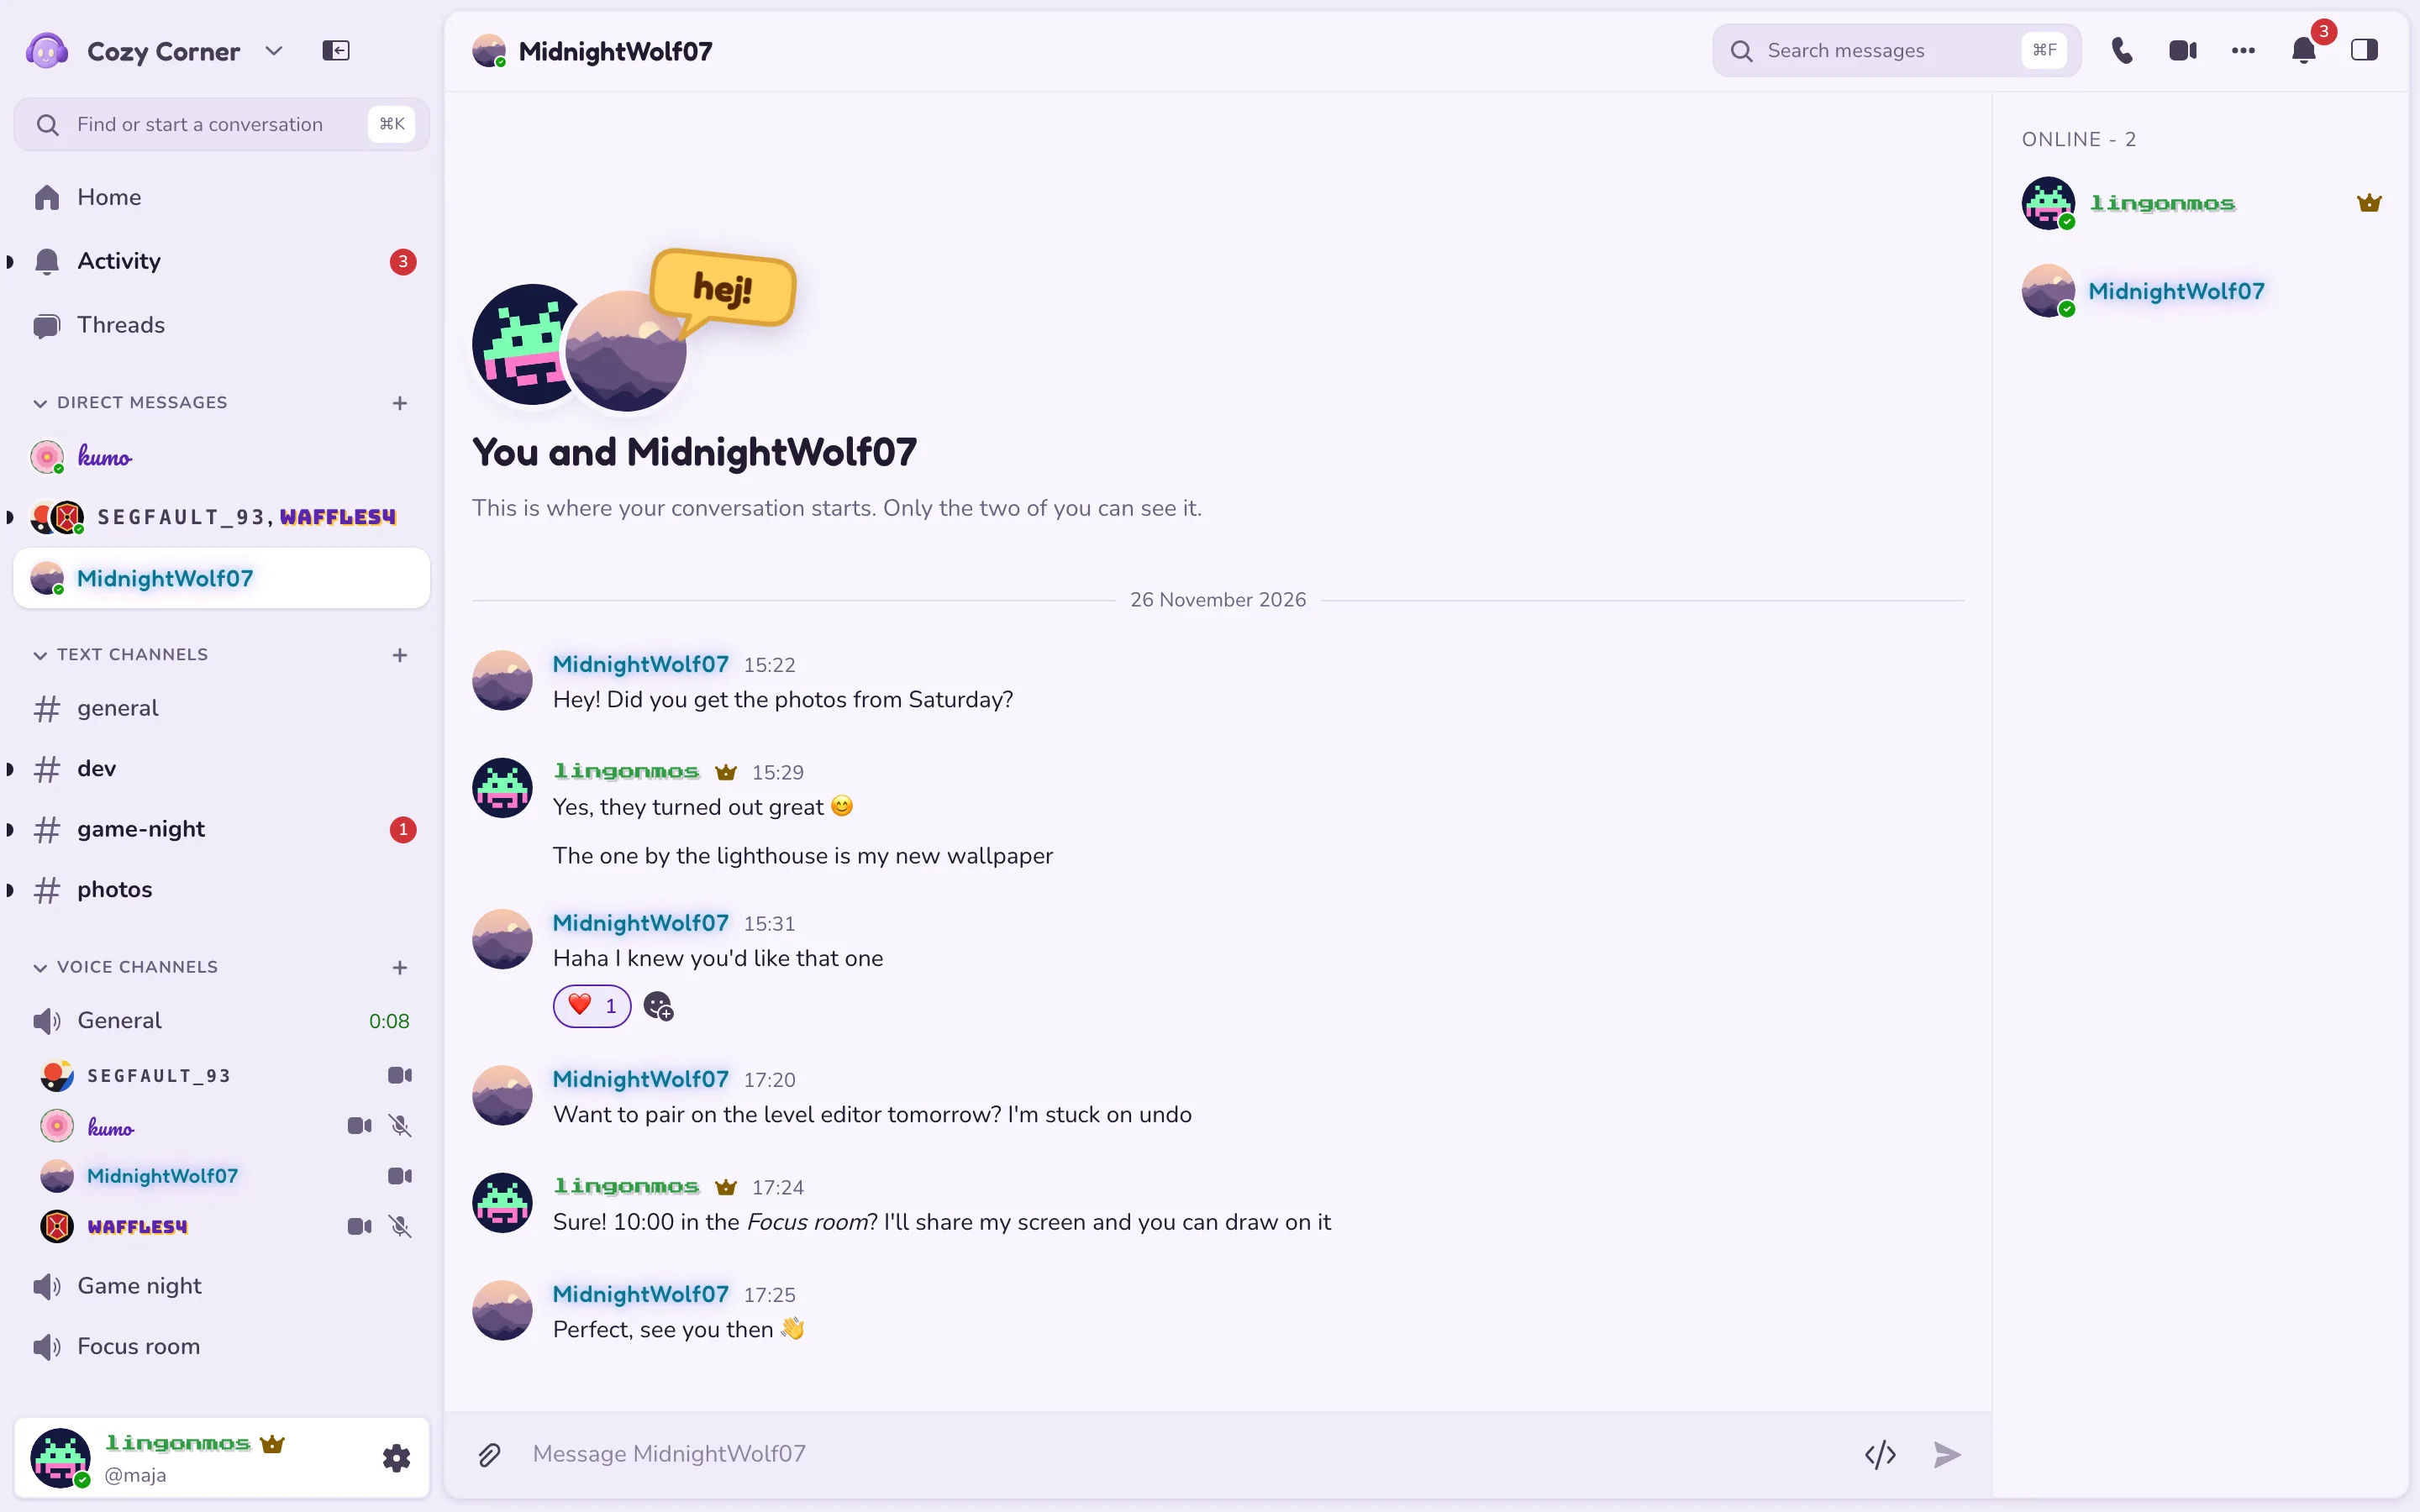 Cozy Corner
Find or start a conversation ⌘K
Home
Activity 3
Threads
DIRECT MESSAGES
kumo
SEGFAULT_93, WAFFLES4
MidnightWolf07
TEXT CHANNELS
general
dev
game-night 1
photos
VOICE CHANNELS
General 0:08
SEGFAULT_93
kumo
MidnightWolf07
WAFFLES4
Game night
Focus room
lingonmos
@maja
MidnightWolf07
Search messages ⌘F
3
hej!
You and MidnightWolf07
This is where your conversation starts. Only the two of you can see it.
26 November 2026
MidnightWolf07 15:22
Hey! Did you get the photos from Saturday?
lingonmos 15:29
Yes, they turned out great 😊
The one by the lighthouse is my new wallpaper
MidnightWolf07 15:31
Haha I knew you'd like that one
❤️ 1
MidnightWolf07 17:20
Want to pair on the level editor tomorrow? I'm stuck on undo
lingonmos 17:24
Sure! 10:00 in the Focus room? I'll share my screen and you can draw on it
MidnightWolf07 17:25
Perfect, see you then 👋
Message MidnightWolf07
ONLINE - 2
lingonmos
MidnightWolf07